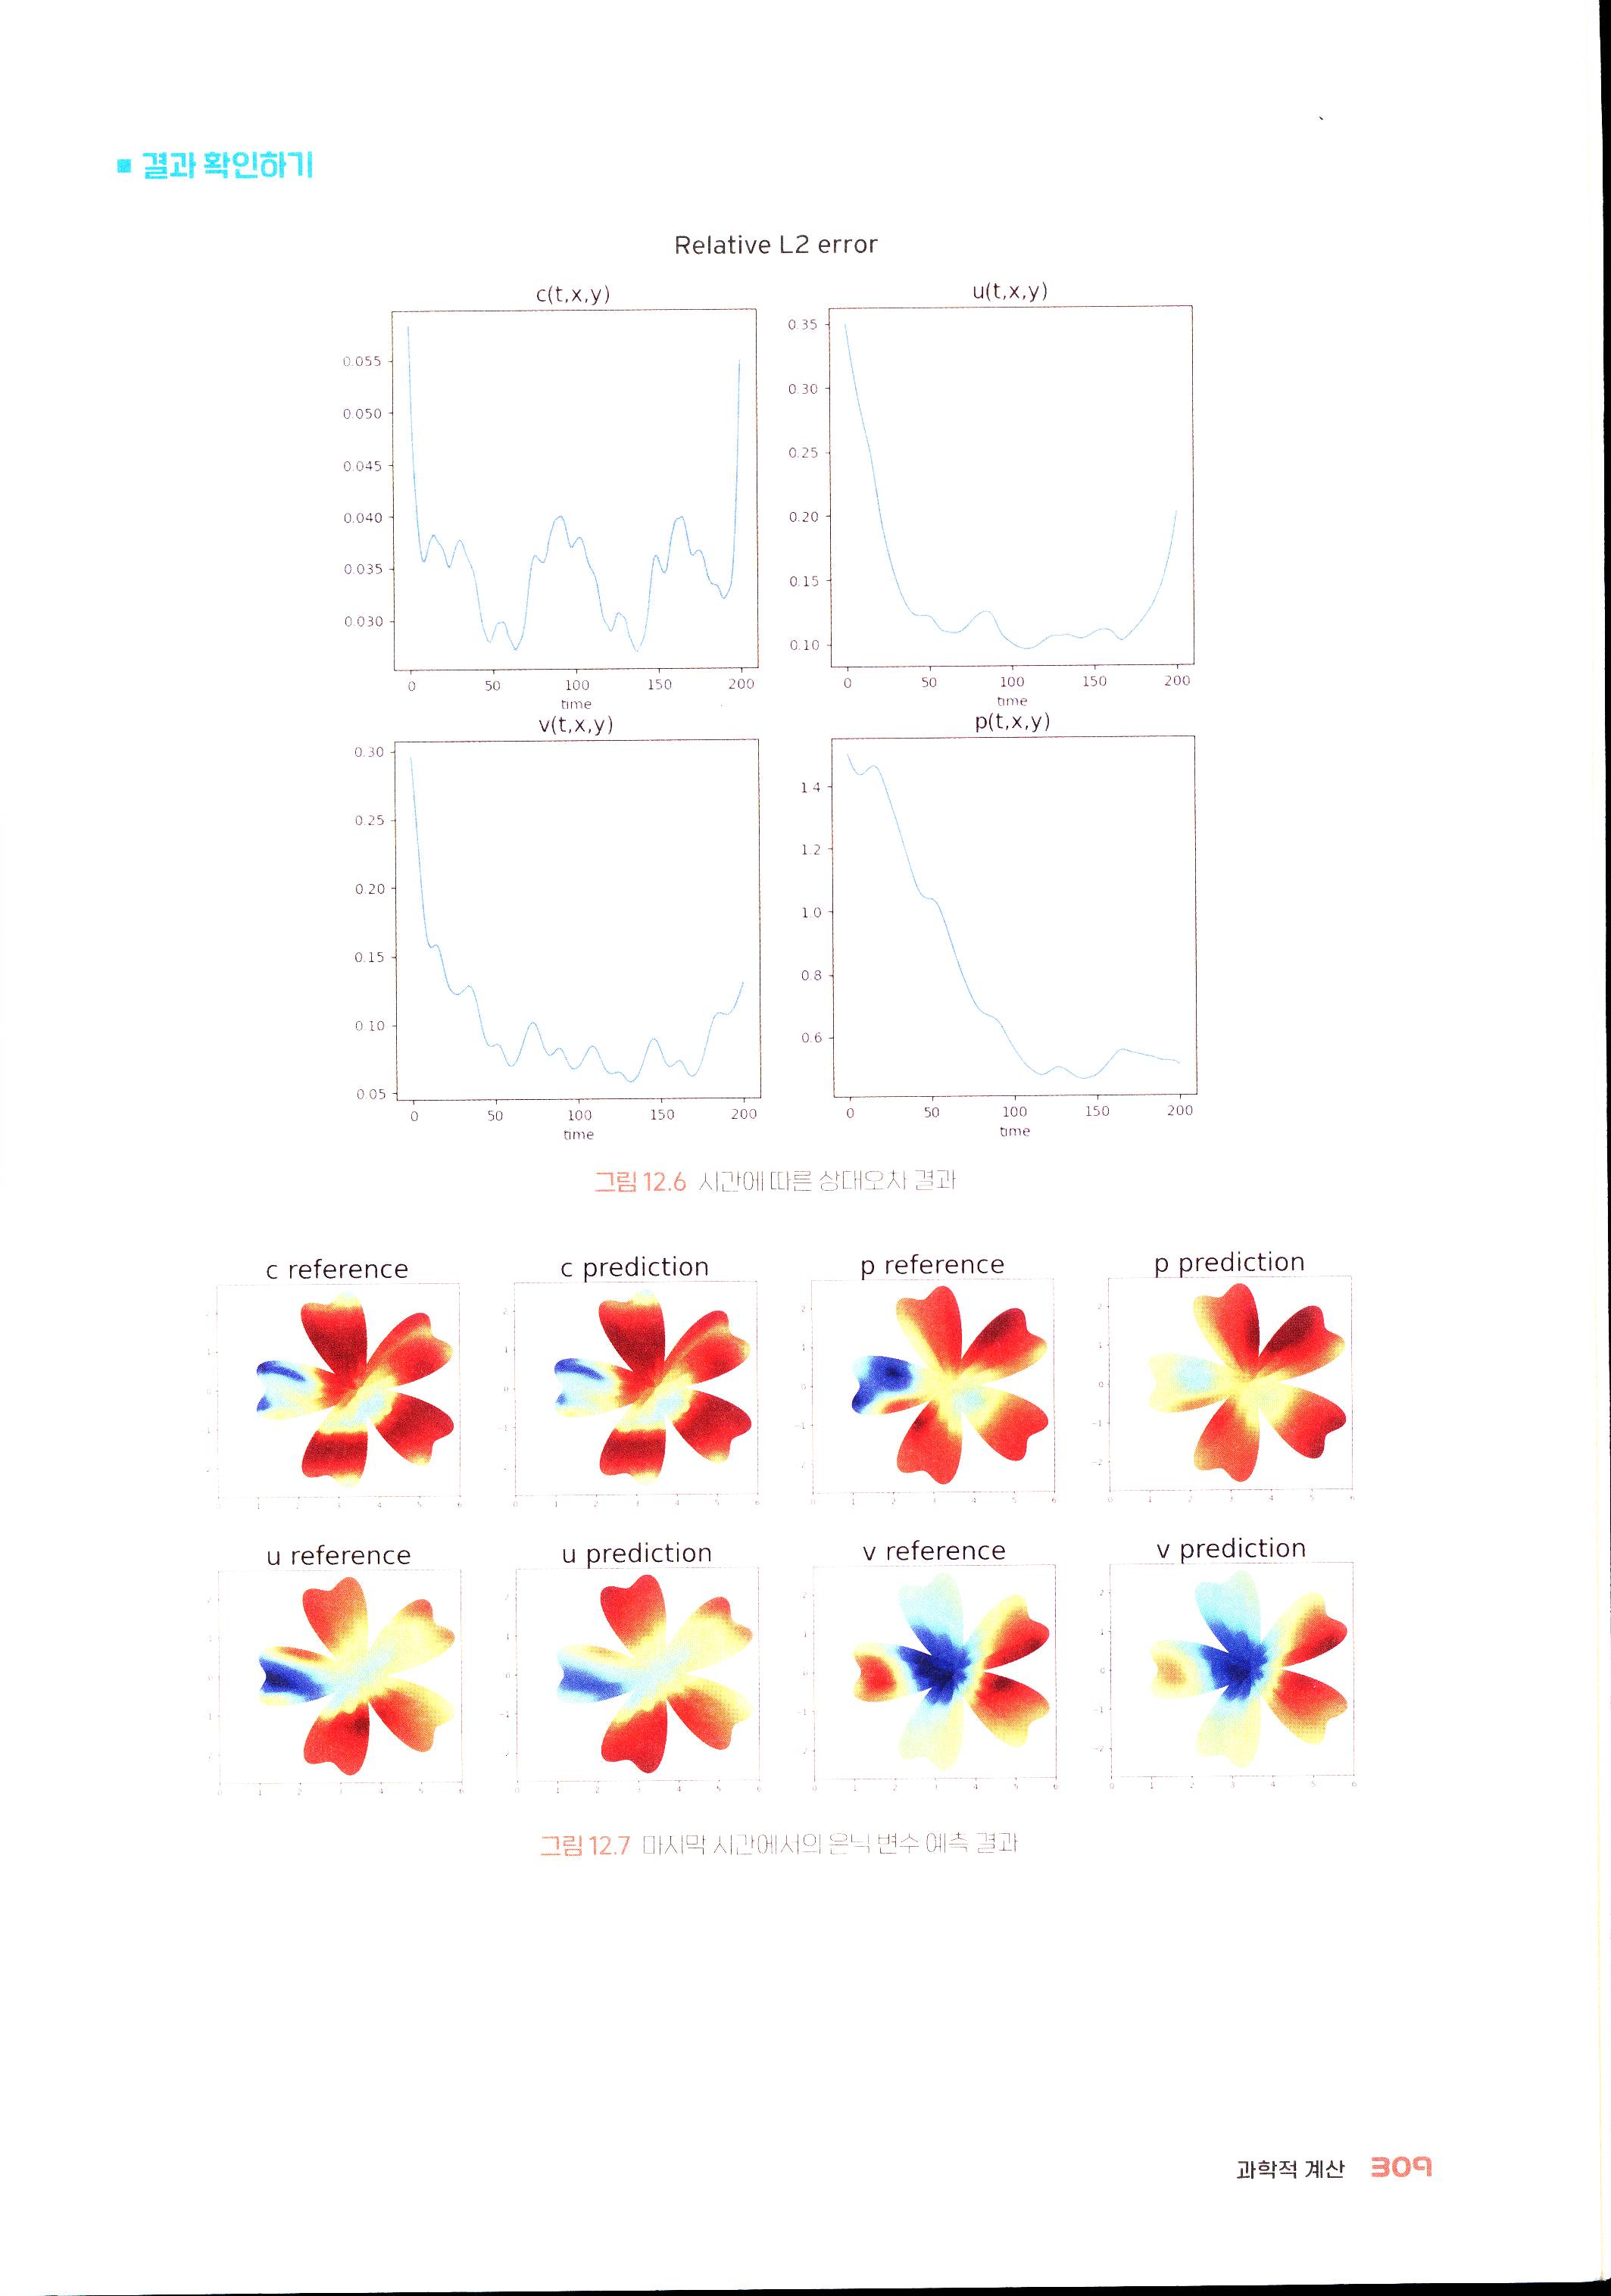 결과 확인하기
Relative L2 error
c(t,x,y)
0.055
0.050
0.045
0.040
0.035
0.030
0 50 100 150 200
time
u(t,x,y)
0.35
0.30
0.25
0.20
0.15
0.10
0 50 100 150 200
time
v(t,x,y)
0.30
0.25
0.20
0.15
0.10
0.05
0 50 100 150 200
time
p(t,x,y)
1.4
1.2
1.0
0.8
0.6
0 50 100 150 200
time
그림 12.6 시간에 따른 상대오차 결과
c reference
c prediction
p reference
p prediction
u reference
u prediction
v reference
v prediction
그림 12.7 마지막 시간에서의 은닉 변수 예측 결과
과학적 계산 309